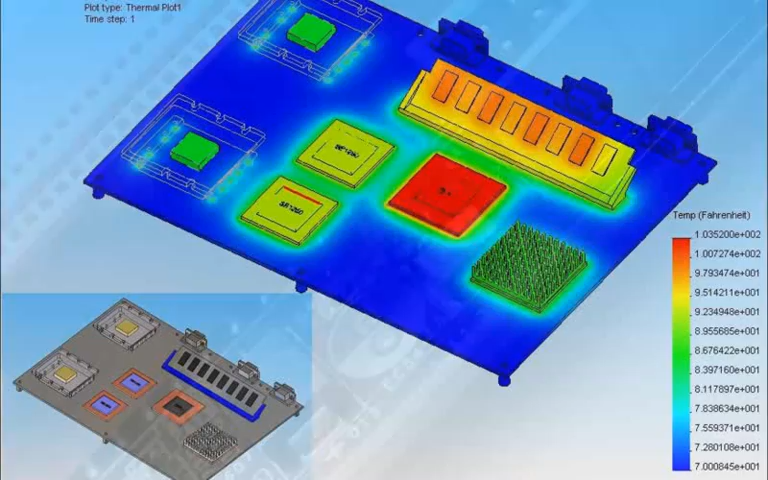 Plot type: Thermal Plot1
Time step: 1
Temp (Fahrenheit)
1.035200e+002
1.007274e+002
9.793474e+001
9.514211e+001
9.234948e+001
8.955685e+001
8.676422e+001
8.397160e+001
8.117897e+001
7.838634e+001
7.559371e+001
7.280108e+001
7.000845e+001